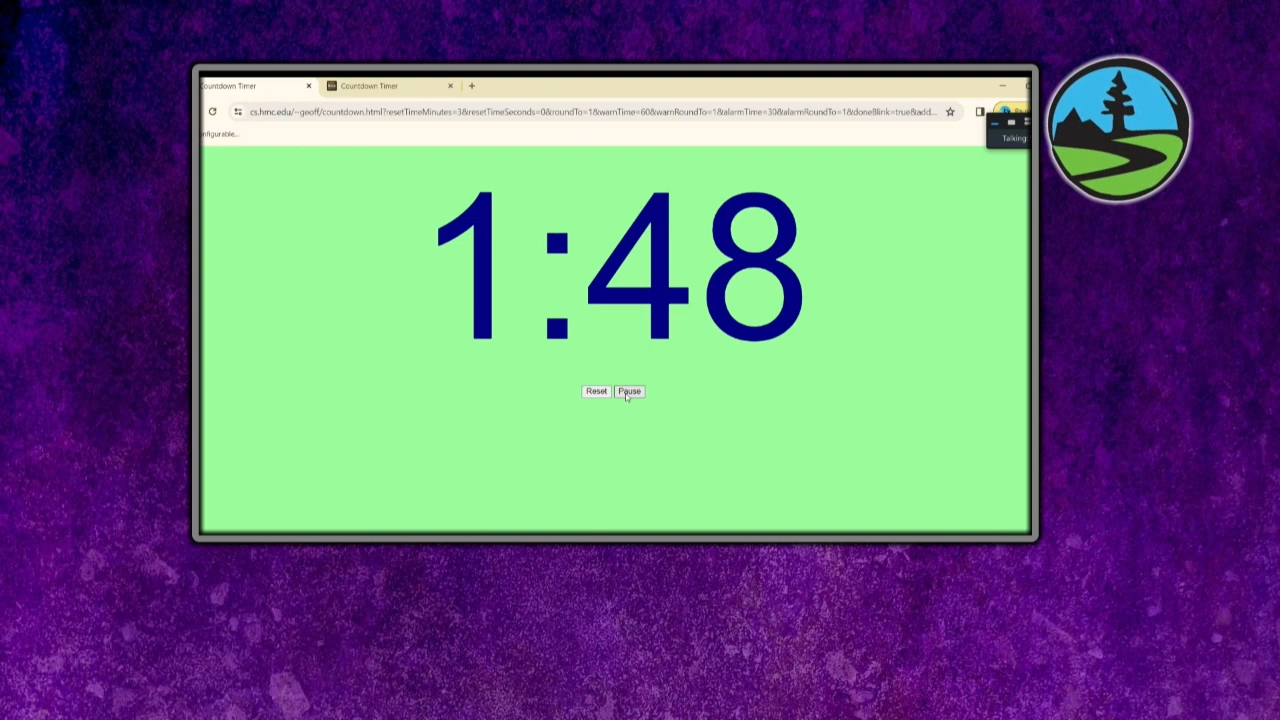 Countdown Timer
Countdown Timer
cs.hmc.edu/~geoff/countdown.html?resetTimeMinutes=3&resetTimeSeconds=0&roundTo=1&warnTime=60&warnRoundTo=1&alarmTime=30&alarmRoundTo=1&doneBlink=true&add...
nfigurable...
Talking:
1:48
Reset Pause